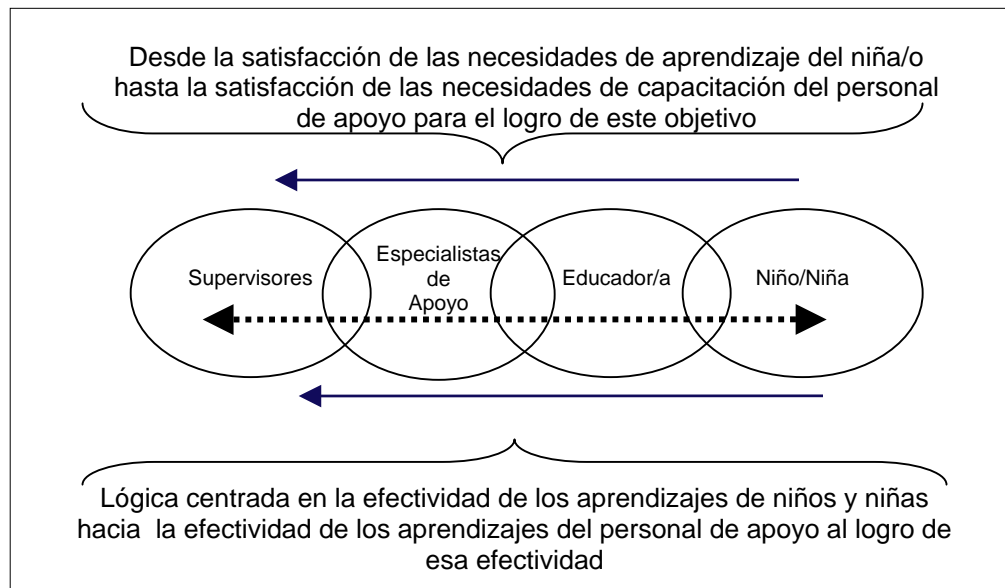 Desde la satisfacción de las necesidades de aprendizaje del niña/o
hasta la satisfacción de las necesidades de capacitación del personal
de apoyo para el logro de este objetivo
Supervisores
Especialistas
de
Apoyo
Educador/a
Niño/Niña
Lógica centrada en la efectividad de los aprendizajes de niños y niñas
hacia la efectividad de los aprendizajes del personal de apoyo al logro de
esa efectividad